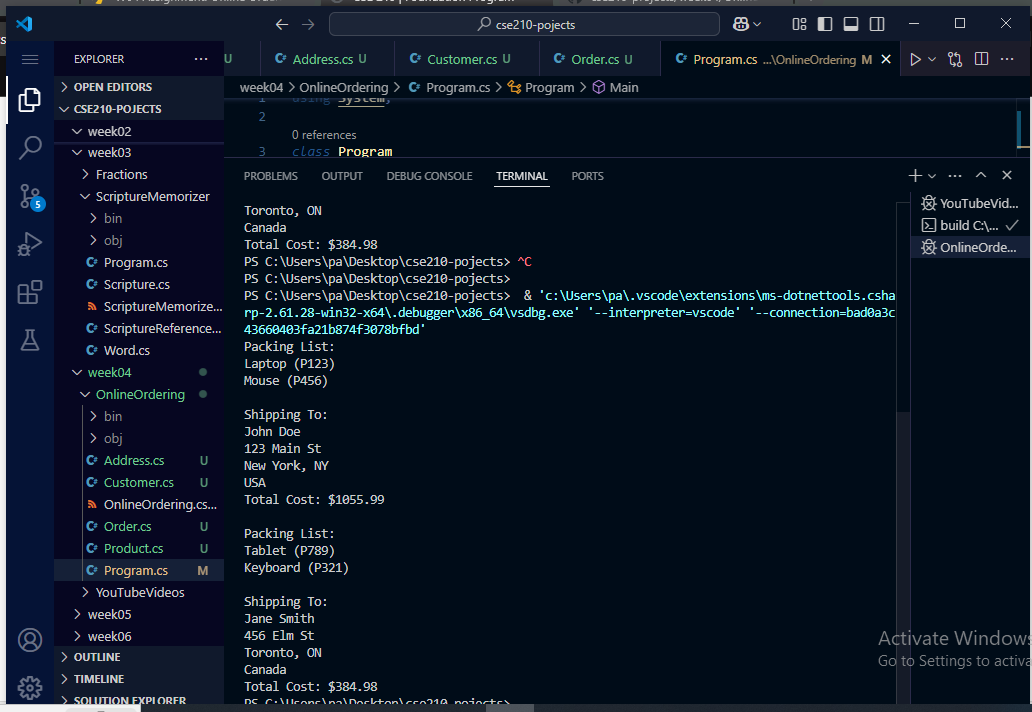 cse210-pojects
EXPLORER
U
Address.cs U
Customer.cs U
Order.cs U
Program.cs ...\OnlineOrdering M
week04 > OnlineOrdering > Program.cs > Program > Main
OPEN EDITORS
CSE210-POJECTS
week02
week03
Fractions
ScriptureMemorizer
bin
obj
Program.cs
Scripture.cs
ScriptureMemorize...
ScriptureReference...
Word.cs
week04
OnlineOrdering
bin
obj
Address.cs U
Customer.cs U
OnlineOrdering.cs...
Order.cs U
Product.cs U
Program.cs M
YouTubeVideos
week05
week06
OUTLINE
TIMELINE
SOLUTION EXPLORER
5
1 using System;
2
0 references
3 class Program
PROBLEMS OUTPUT DEBUG CONSOLE TERMINAL PORTS
Toronto, ON
Canada
Total Cost: $384.98
PS C:\Users\pa\Desktop\cse210-pojects> ^C
PS C:\Users\pa\Desktop\cse210-pojects>
PS C:\Users\pa\Desktop\cse210-pojects>  & 'c:\Users\pa\.vscode\extensions\ms-dotnettools.csha
rp-2.61.28-win32-x64\.debugger\x86_64\vsdbg.exe' '--interpreter=vscode' '--connection=bad0a3c
43660403fa21b874f3078bfbd'
Packing List:
Laptop (P123)
Mouse (P456)
Shipping To:
John Doe
123 Main St
New York, NY
USA
Total Cost: $1055.99
Packing List:
Tablet (P789)
Keyboard (P321)
Shipping To:
Jane Smith
456 Elm St
Toronto, ON
Canada
Total Cost: $384.98
PS C:\Users\pa\Desktop\cse210-pojects>
YouTubeVid...
build C:\...
OnlineOrde...
Activate Windows
Go to Settings to activa